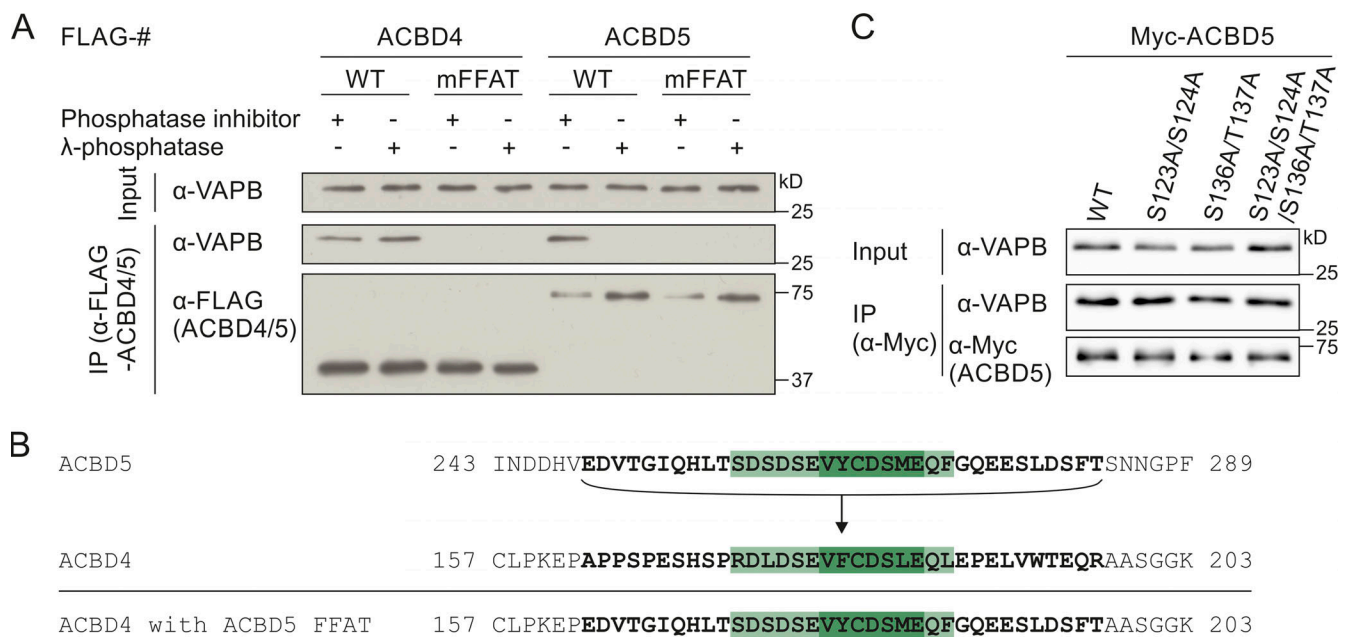 A
FLAG-#
ACBD4
ACBD5
WT
mFFAT
WT
mFFAT
Phosphatase inhibitor + - + - + - + -
λ-phosphatase - + - + - + - +
Input
α-VAPB
kD
25
IP (α-FLAG
-ACBD4/5)
α-VAPB
25
α-FLAG
(ACBD4/5)
75
37
C
Myc-ACBD5
WT
S123A/S124A
S136A/T137A
S123A/S124A
/S136A/T137A
Input
α-VAPB
kD
25
IP
(α-Myc)
α-VAPB
25
α-Myc
(ACBD5)
75
B
ACBD5 243 INDDHVEDVTGIQHLTSDSDSEVYCDSMEQFGQEESLDSFTSNNGPF 289
ACBD4 157 CLPKEPAPPSPESHSPRDLDSEVFCDSLEQLEPELVWTEQRAASGGK 203
ACBD4 with ACBD5 FFAT 157 CLPKEPEDVTGIQHLTSDSDSEVYCDSMEQFGQEESLDSFTAASGGK 203